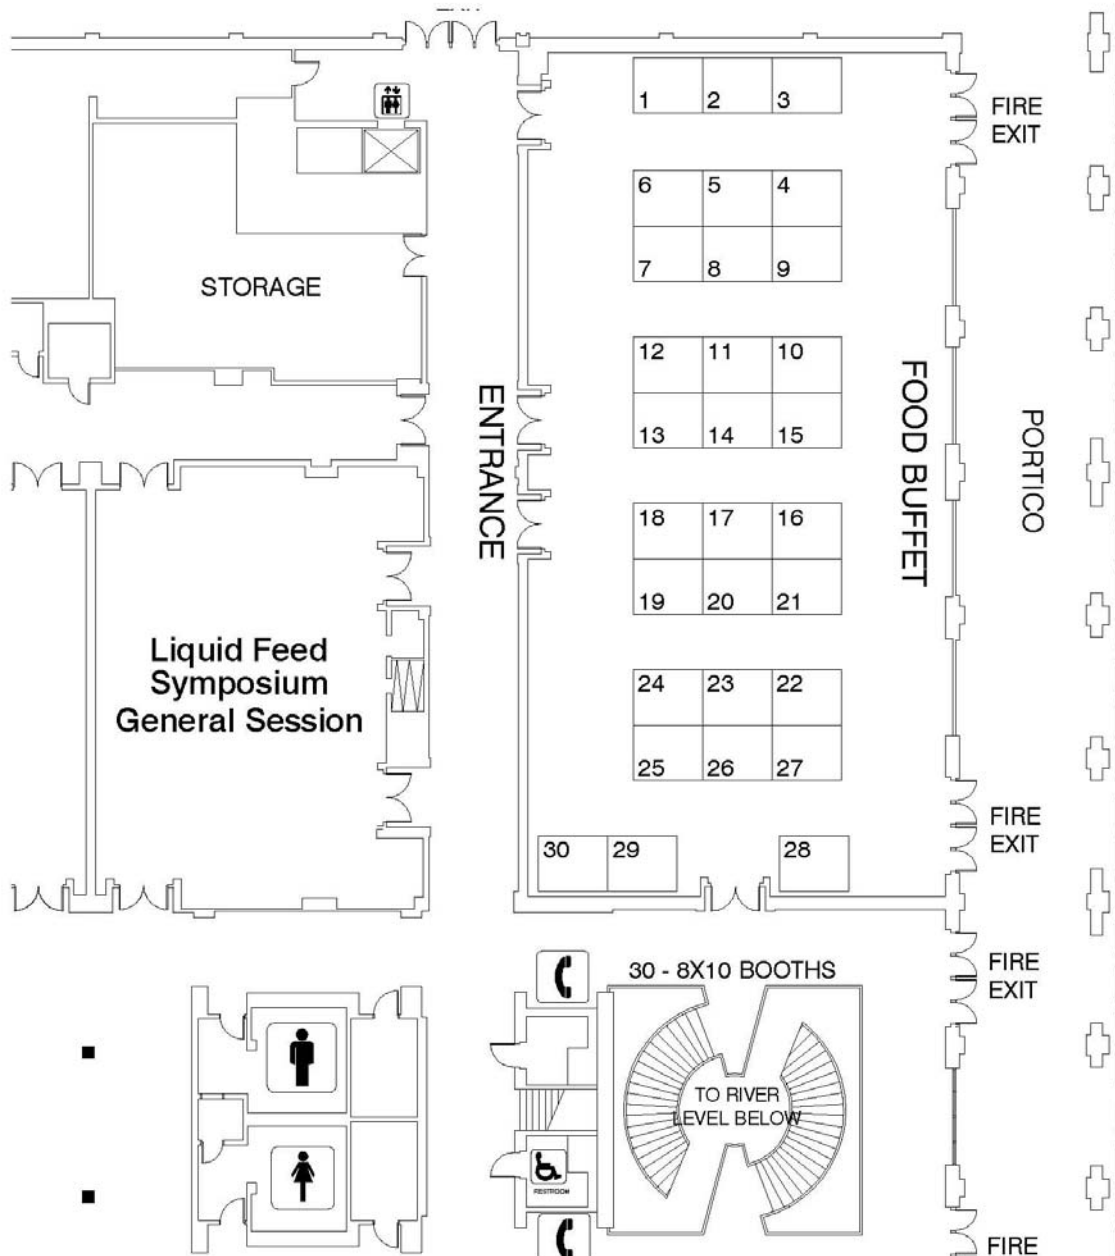 1 2 3
FIRE
EXIT
6 5 4
7 8 9
STORAGE
12 11 10
13 14 15
ENTRANCE
FOOD BUFFET
PORTICO
18 17 16
19 20 21
Liquid Feed
Symposium
General Session
24 23 22
25 26 27
FIRE
EXIT
30 29 28
30 - 8X10 BOOTHS
FIRE
EXIT
TO RIVER
LEVEL BELOW
RESTROOM
FIRE